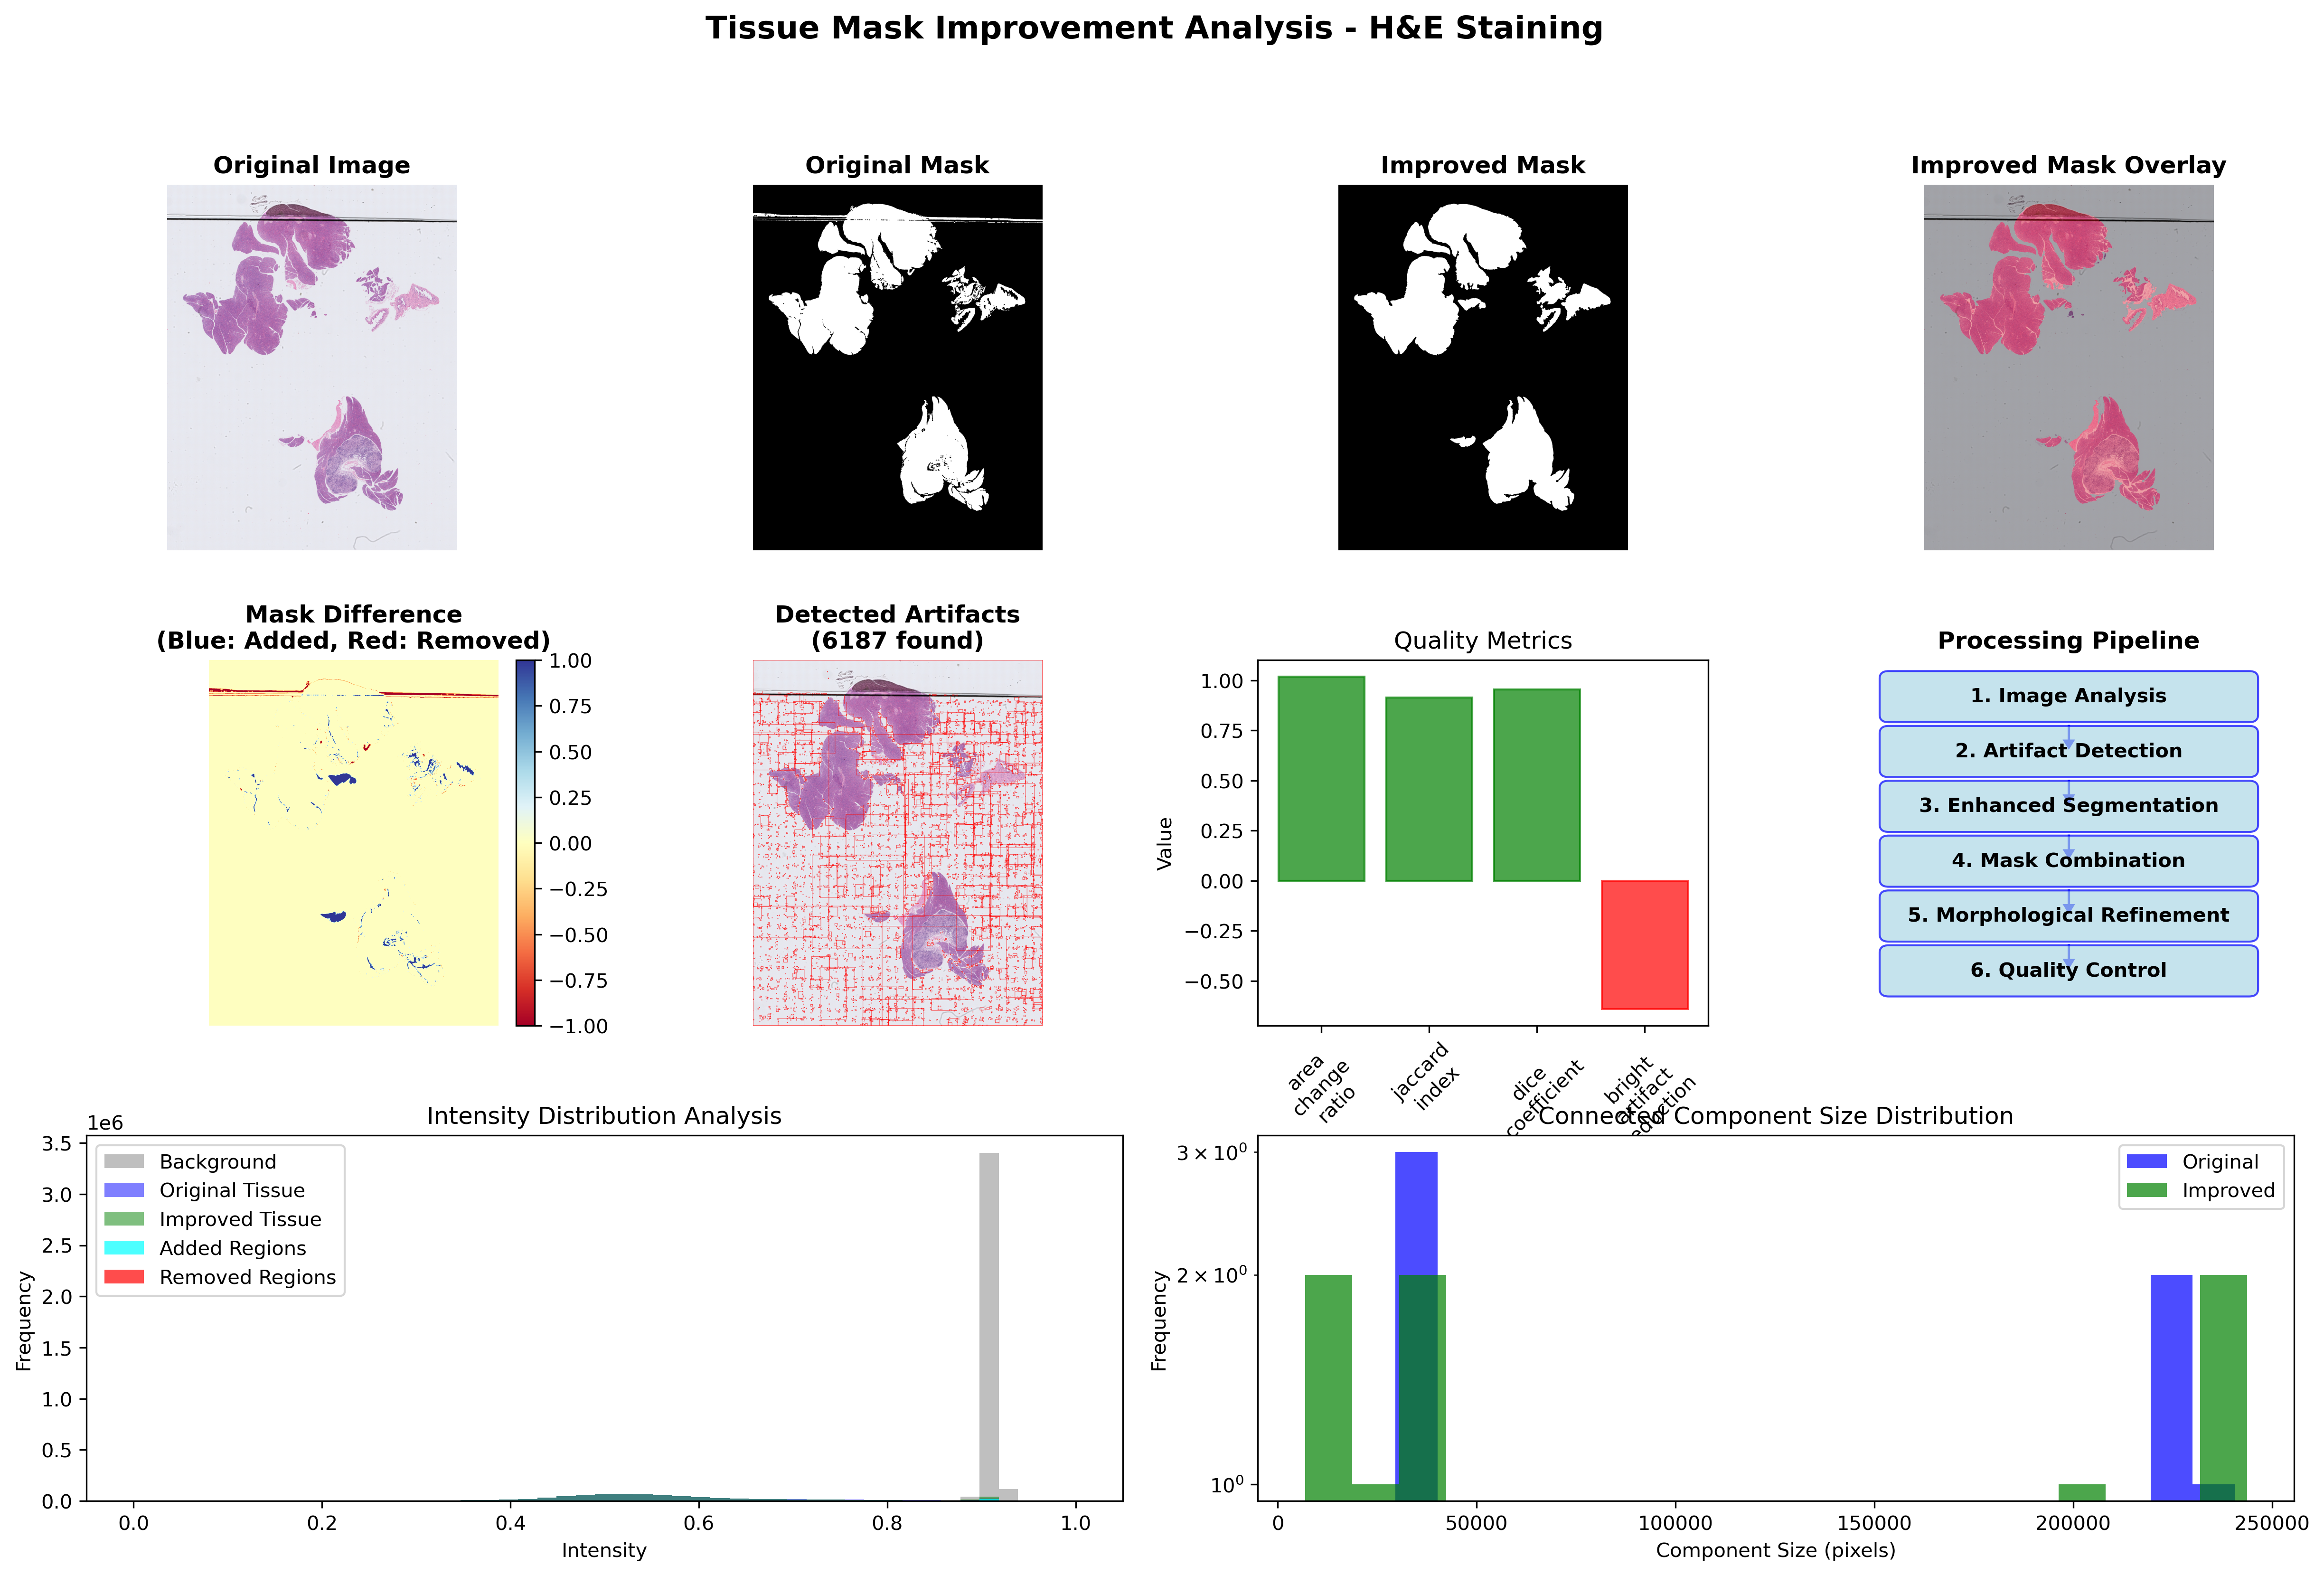 Tissue Mask Improvement Analysis - H&E Staining
Original Image
Original Mask
Improved Mask
Improved Mask Overlay
Mask Difference
(Blue: Added, Red: Removed)
1.00
0.75
0.50
0.25
0.00
−0.25
−0.50
−0.75
−1.00
Detected Artifacts
(6187 found)
Quality Metrics
Value
1.00
0.75
0.50
0.25
0.00
−0.25
−0.50
area
change
ratio
jaccard
index
dice
coefficient
bright
artifact
Processing Pipeline
1. Image Analysis
2. Artifact Detection
3. Enhanced Segmentation
4. Mask Combination
5. Morphological Refinement
6. Quality Control
Intensity Distribution Analysis
1e6
Frequency
3.5
3.0
2.5
2.0
1.5
1.0
0.5
0.0
Background
Original Tissue
Improved Tissue
Added Regions
Removed Regions
0.0
0.2
0.4
0.6
0.8
1.0
Intensity
Connected Component Size Distribution
Frequency
3 × 10⁰
2 × 10⁰
10⁰
Original
Improved
0
50000
100000
150000
200000
250000
Component Size (pixels)